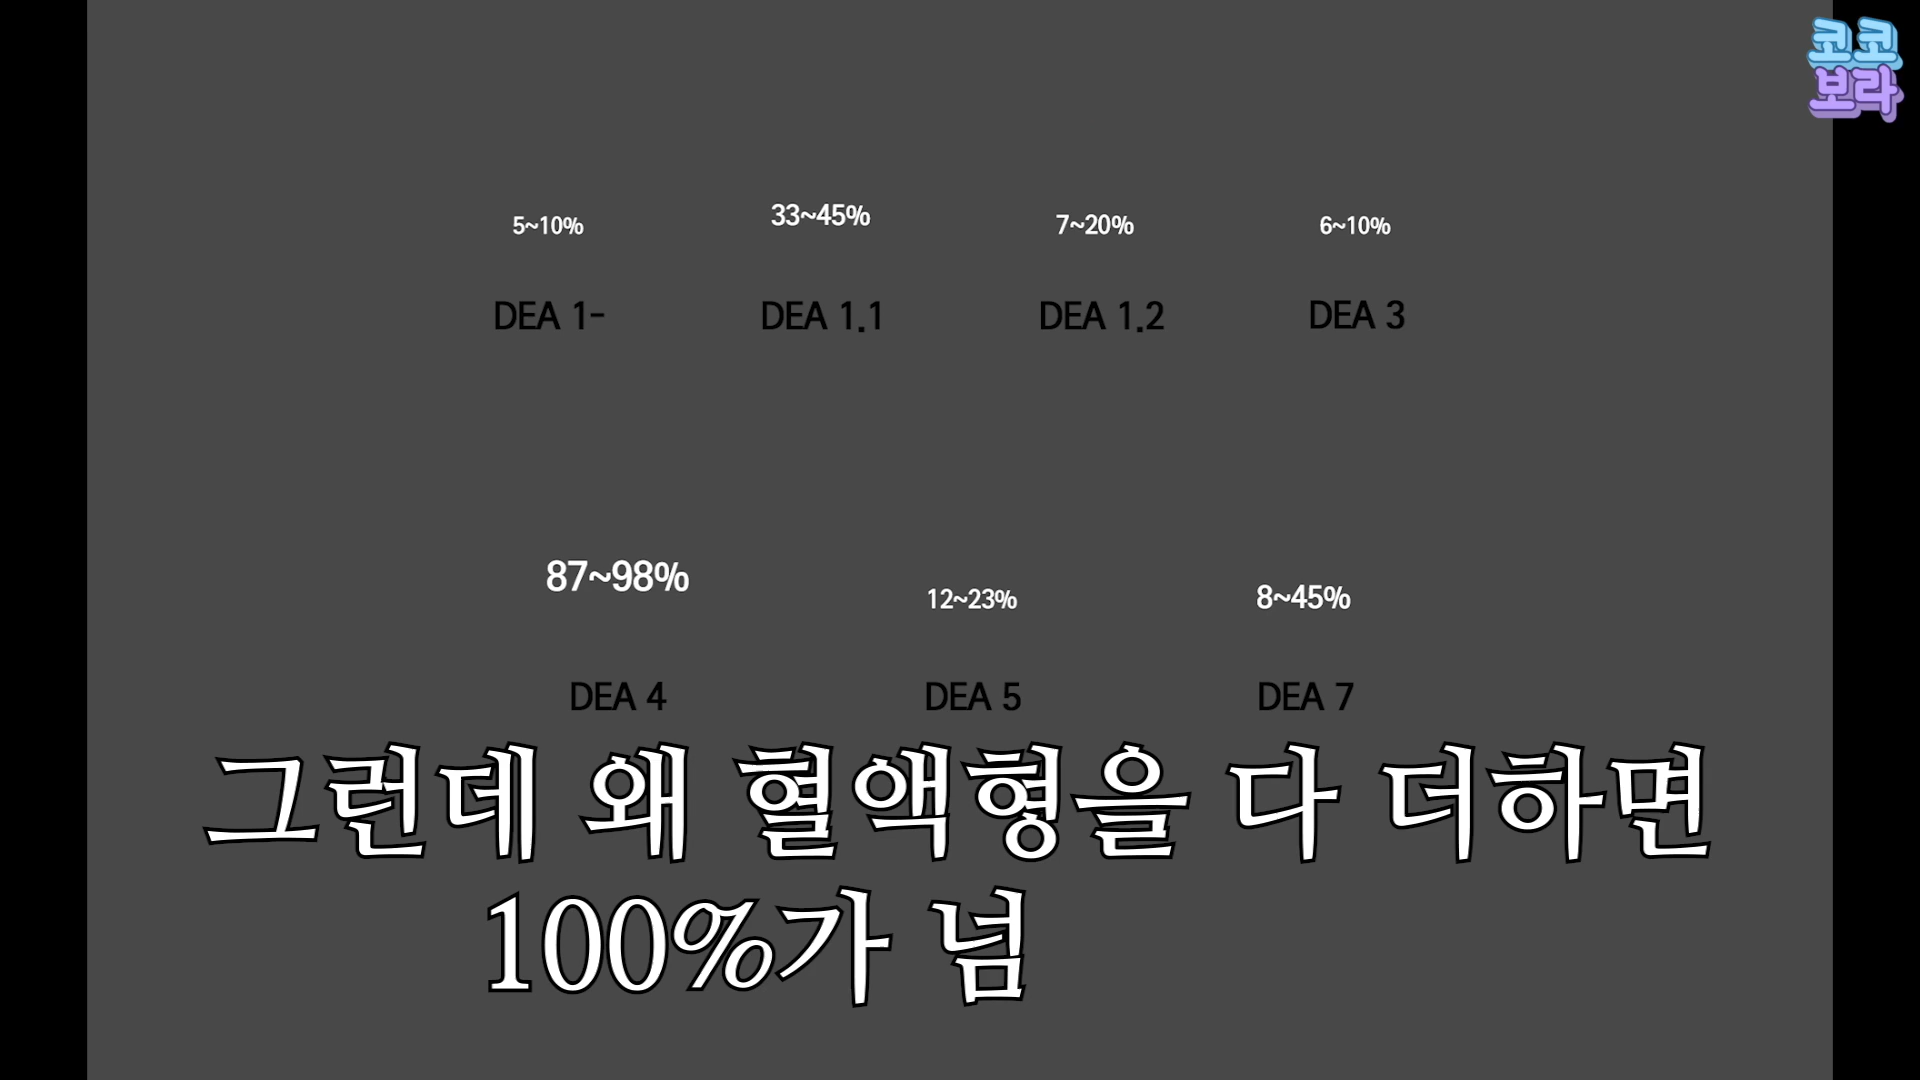 코코
보라
5~10%
33~45%
7~20%
6~10%
DEA 1-
DEA 1.1
DEA 1.2
DEA 3
87~98%
12~23%
8~45%
DEA 4
DEA 5
DEA 7
그런데 왜 혈액형을 다 더하면
100%가 넘